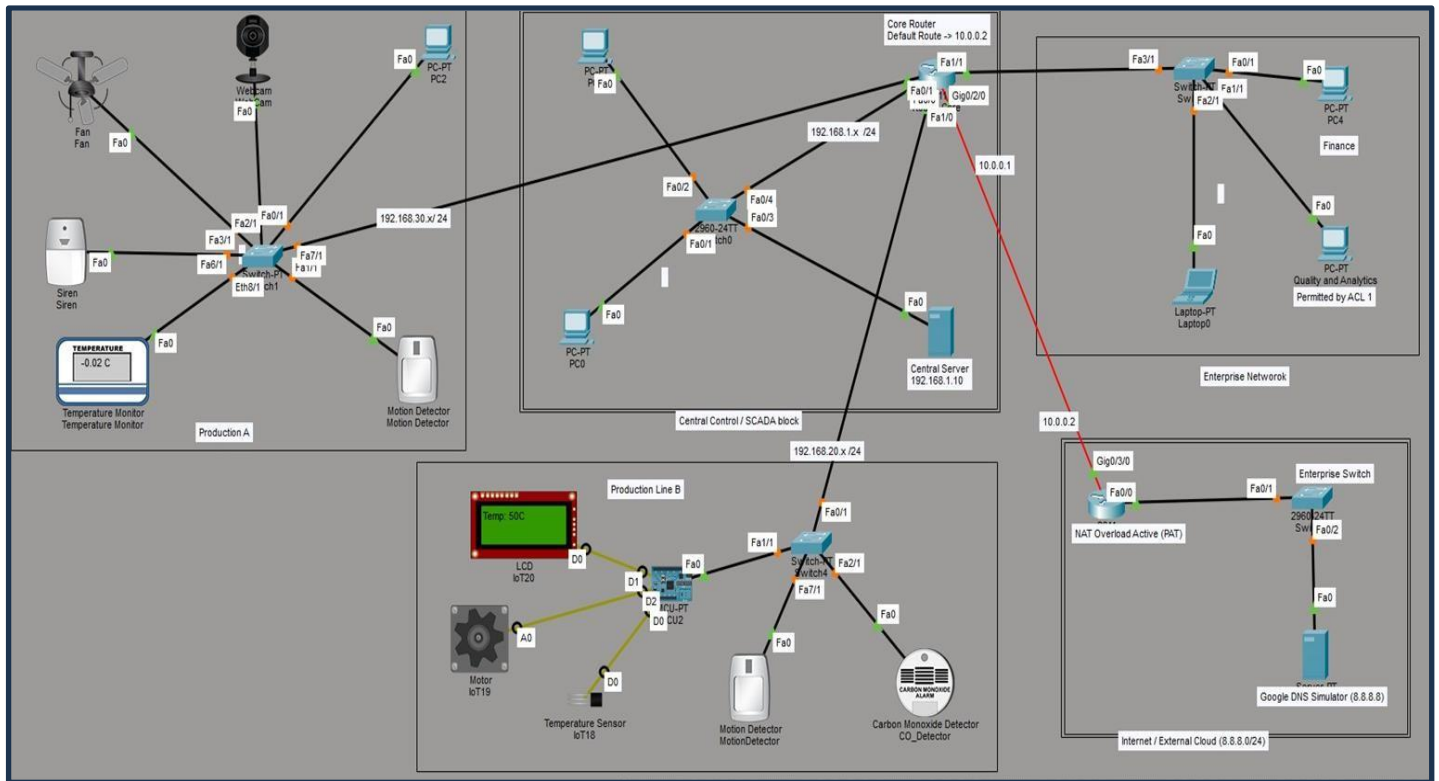 Fan
Fan
Fa0
Webcam
Fa0
Fa0
PC-PT
PC2
Siren
Siren
Fa0
Fa2/1
Fa0/1
Fa3/1
Fa6/1
Fa7/1
Eth8/1
192.168.30.x/ 24
TEMPERATURE
-0.02 C
Fa0
Temperature Monitor
Temperature Monitor
Fa0
Motion Detector
Motion Detector
Production A
Fa0
Core Router
Default Route -> 10.0.0.2
Fa1/1
Fa0/1
Gig0/2/0
Fa1/0
192.168.1.x /24
Fa0/2
Fa0/4
Fa0/3
2960-24TT
Fa0/1
Fa0
PC-PT
PC0
Fa0
Central Server
192.168.1.10
Central Control / SCADA block
10.0.0.1
10.0.0.2
192.168.20.x /24
Fa3/1
Fa0/1
Fa1/1
Fa2/1
Fa0
PC-PT
PC4
Finance
Fa0
PC-PT
Quality and Analytics
Permitted by ACL 1
Fa0
Laptop-PT
Laptop0
Enterprise Networok
Production Line B
Temp: 50C
LCD
IoT20
D0
D1
D2
D0
Fa0
A0
Motor
IoT19
D0
Temperature Sensor
IoT18
Fa0/1
Fa1/1
Switch4
Fa2/1
Fa7/1
Fa0
Motion Detector
MotionDetector
Fa0
CARBON MONOXIDE
ALARM
Carbon Monoxide Detector
CO_Detector
Gig0/3/0
Fa0/0
NAT Overload Active (PAT)
Fa0/1
Enterprise Switch
Fa0/2
Fa0
Google DNS Simulator (8.8.8.8)
Internet / External Cloud (8.8.8.0/24)